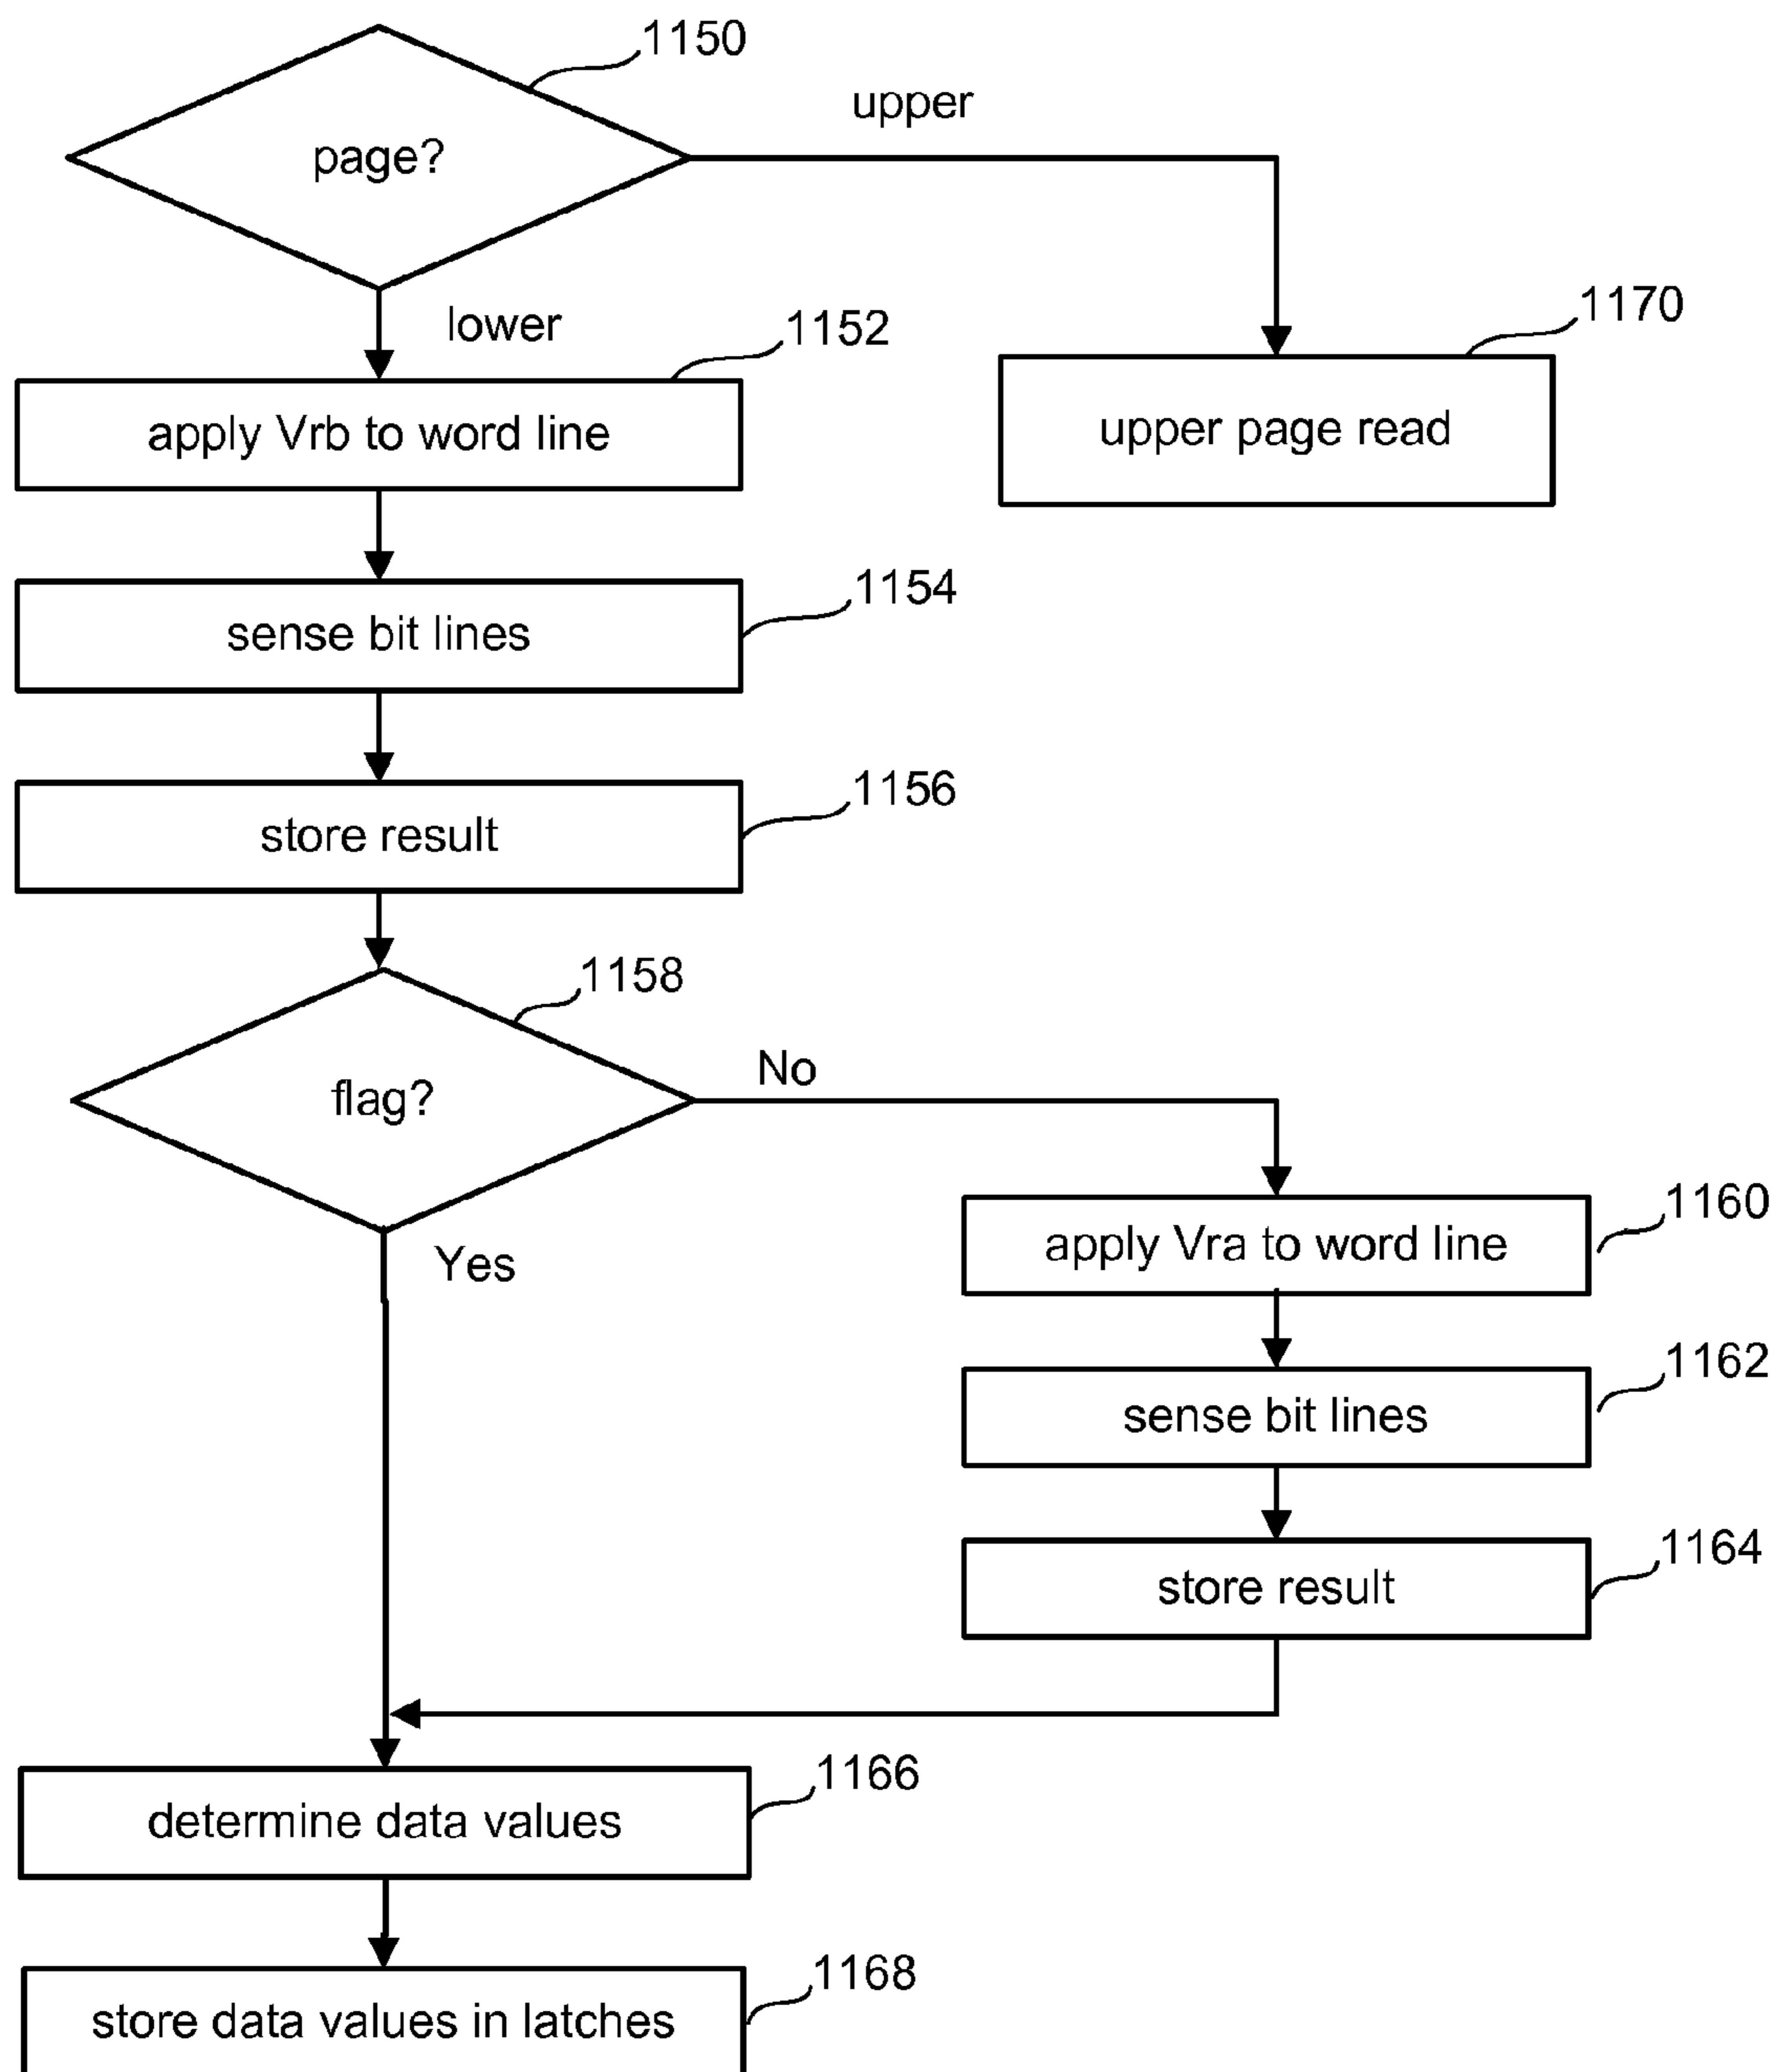 1150
page?
upper
lower
1152
apply Vrb to word line
1170
upper page read
1154
sense bit lines
1156
store result
1158
flag?
No
Yes
1160
apply Vra to word line
1162
sense bit lines
1164
store result
1166
determine data values
1168
store data values in latches